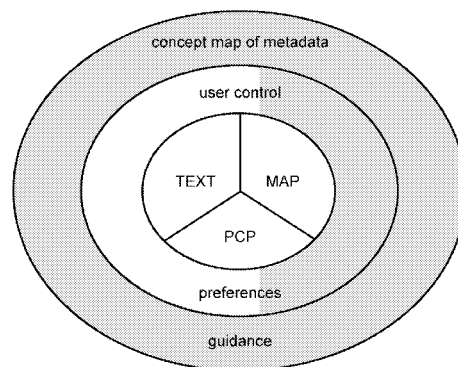 concept map of metadata
user control
TEXT
MAP
PCP
preferences
guidance